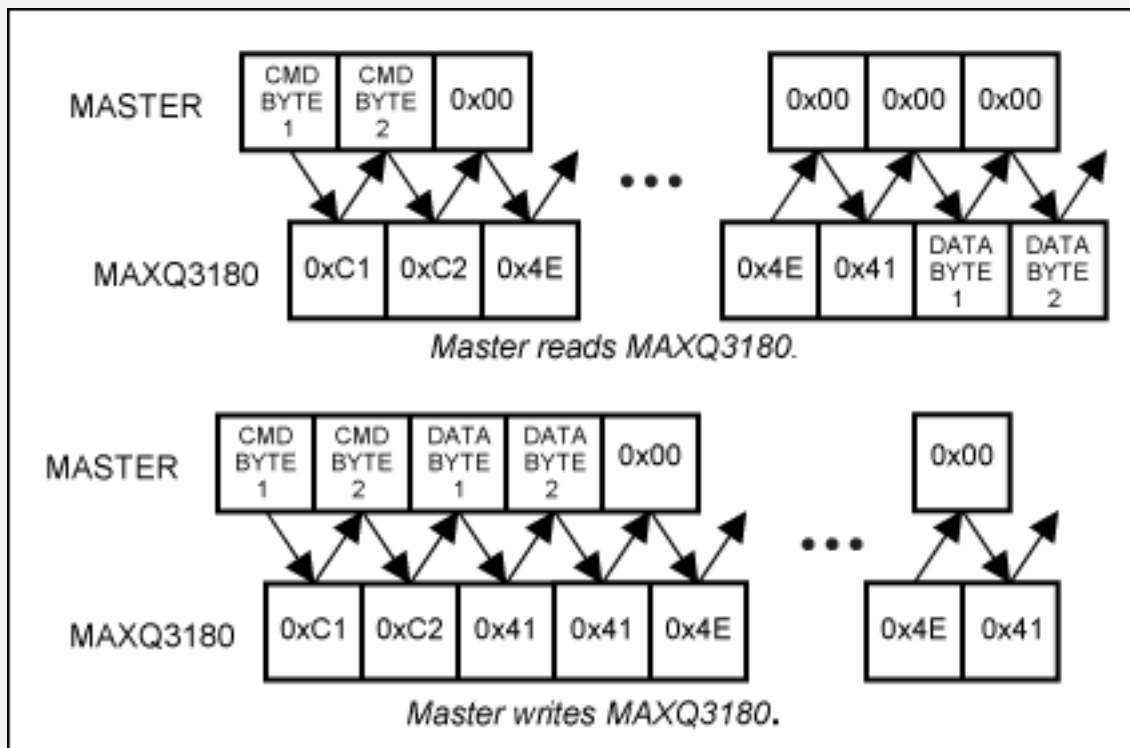 MASTER CMD BYTE 1 CMD BYTE 2 0x00 ••• 0x00 0x00 0x00
MAXQ3180 0xC1 0xC2 0x4E 0x4E 0x41 DATA BYTE 1 DATA BYTE 2
Master reads MAXQ3180.
MASTER CMD BYTE 1 CMD BYTE 2 DATA BYTE 1 DATA BYTE 2 0x00 ••• 0x00
MAXQ3180 0xC1 0xC2 0x41 0x41 0x4E 0x4E 0x41
Master writes MAXQ3180.